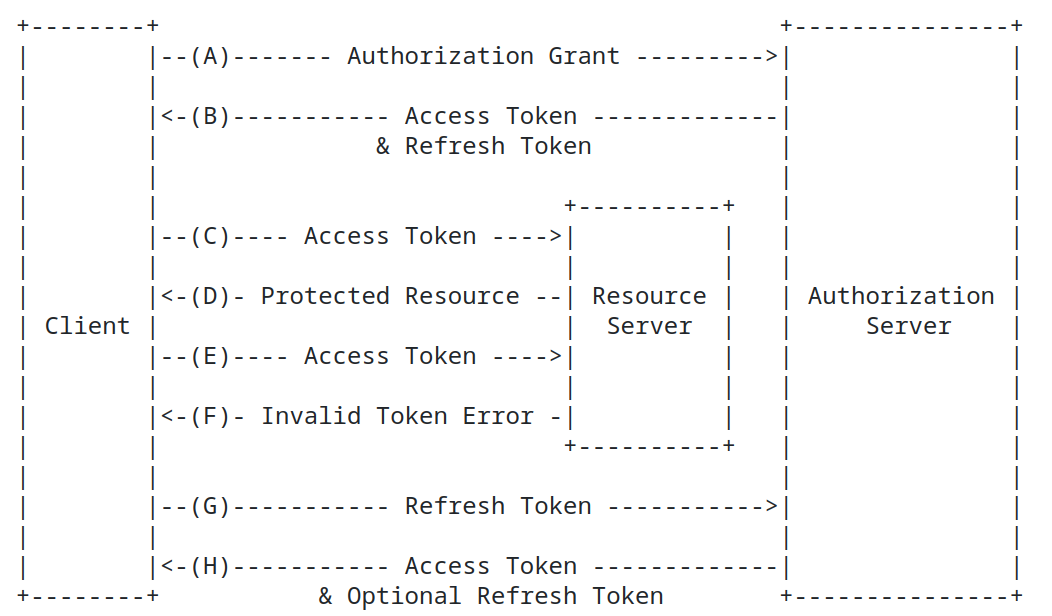 +--------+                                           +---------------+
|        |--(A)------- Authorization Grant --------->|               |
|        |                                           |               |
|        |<-(B)----------- Access Token -------------|               |
|        |               & Refresh Token             |               |
|        |                                           |               |
|        |                            +----------+   |               |
|        |--(C)---- Access Token ---->|          |   |               |
|        |                            |          |   |               |
|        |<-(D)- Protected Resource --| Resource |   | Authorization |
| Client |                            |  Server  |   |     Server    |
|        |--(E)---- Access Token ---->|          |   |               |
|        |                            |          |   |               |
|        |<-(F)- Invalid Token Error -|          |   |               |
|        |                            +----------+   |               |
|        |                                           |               |
|        |--(G)----------- Refresh Token ----------->|               |
|        |                                           |               |
|        |<-(H)----------- Access Token -------------|               |
+--------+           & Optional Refresh Token        +---------------+